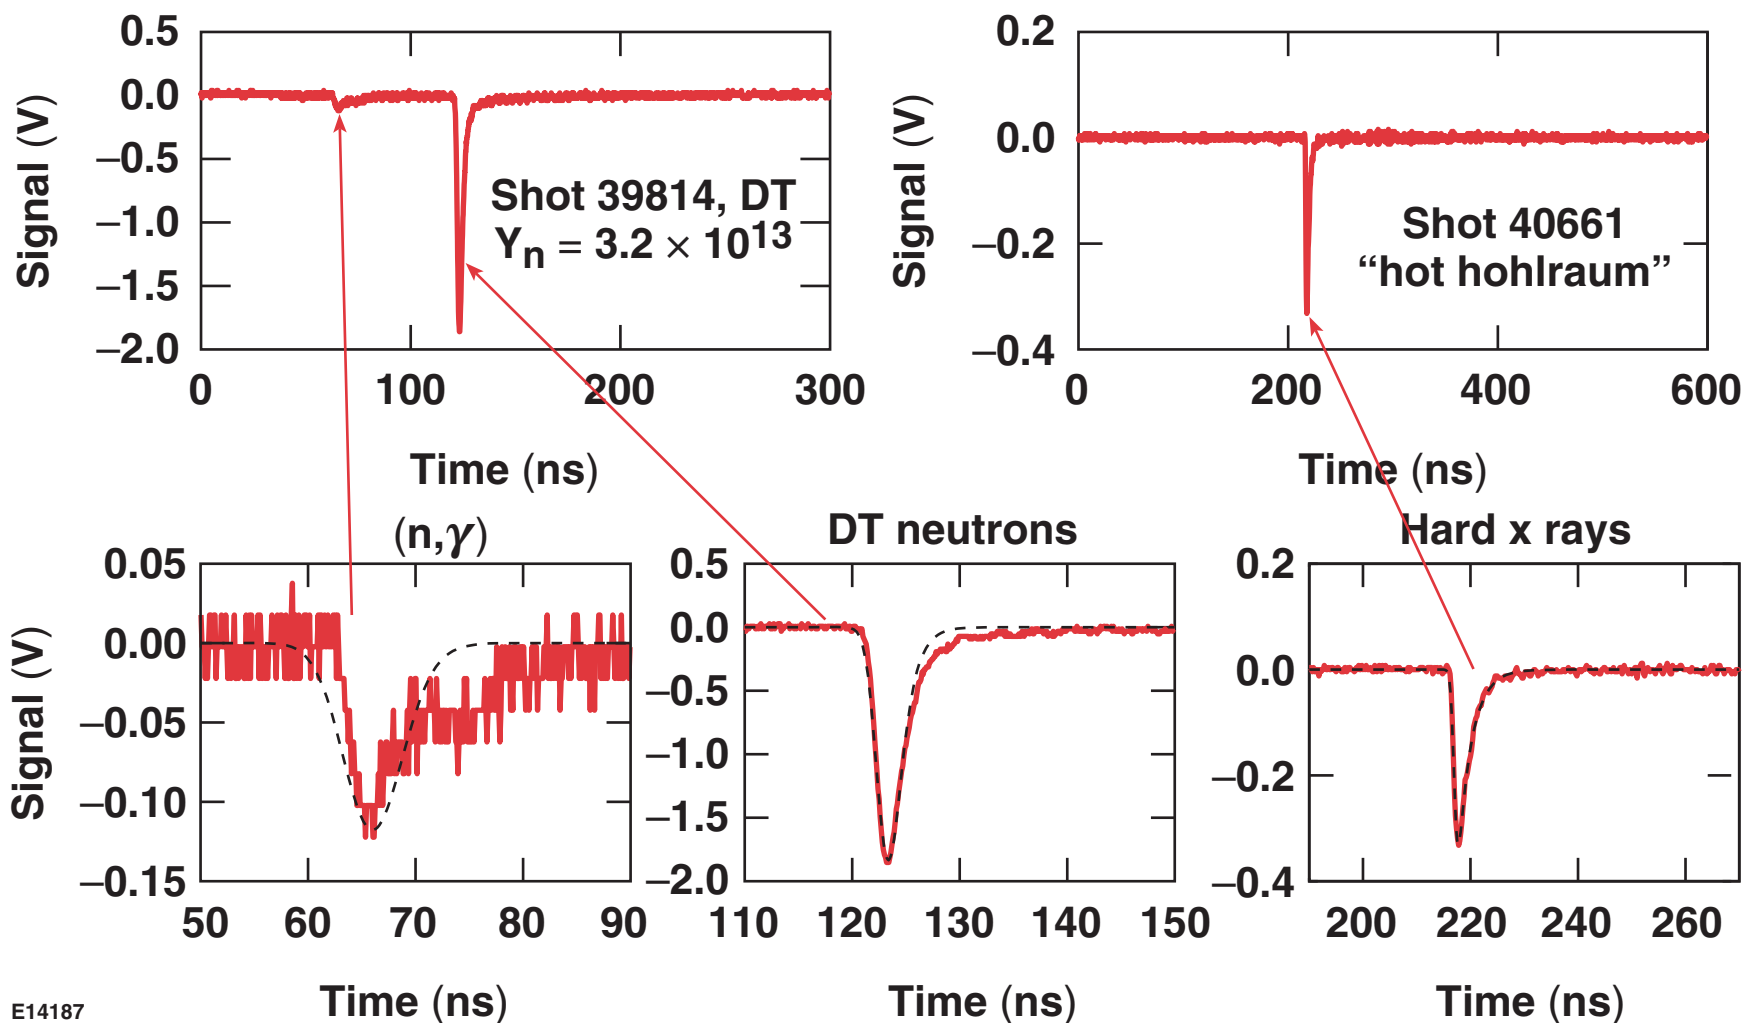 0.5
0.0
−0.5
−1.0
−1.5
−2.0
Signal (V)
Shot 39814, DT
Yn = 3.2 × 10¹³
0 100 200 300
Time (ns)
0.2
0.0
−0.2
−0.4
Signal (V)
Shot 40661
“hot hohlraum”
0 200 400 600
Time (ns)
(n,γ)
0.05
0.00
−0.05
−0.10
−0.15
Signal (V)
50 60 70 80 90
Time (ns)
DT neutrons
0.5
0.0
−0.5
−1.0
−1.5
−2.0
110 120 130 140 150
Time (ns)
Hard x rays
0.2
0.0
−0.2
−0.4
200 220 240 260
Time (ns)
E14187